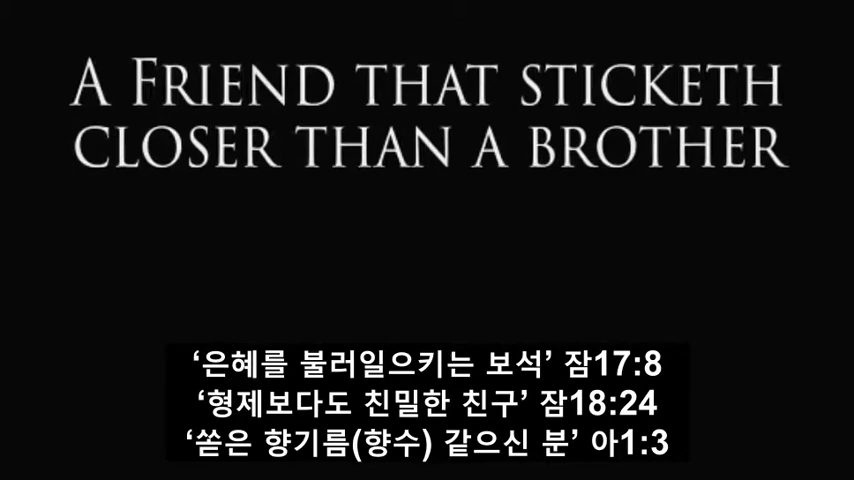 A FRIEND THAT STICKETH
CLOSER THAN A BROTHER
‘은혜를 불러일으키는 보석’ 잠17:8
‘형제보다도 친밀한 친구’ 잠18:24
‘쏟은 향기름(향수) 같으신 분’ 아1:3